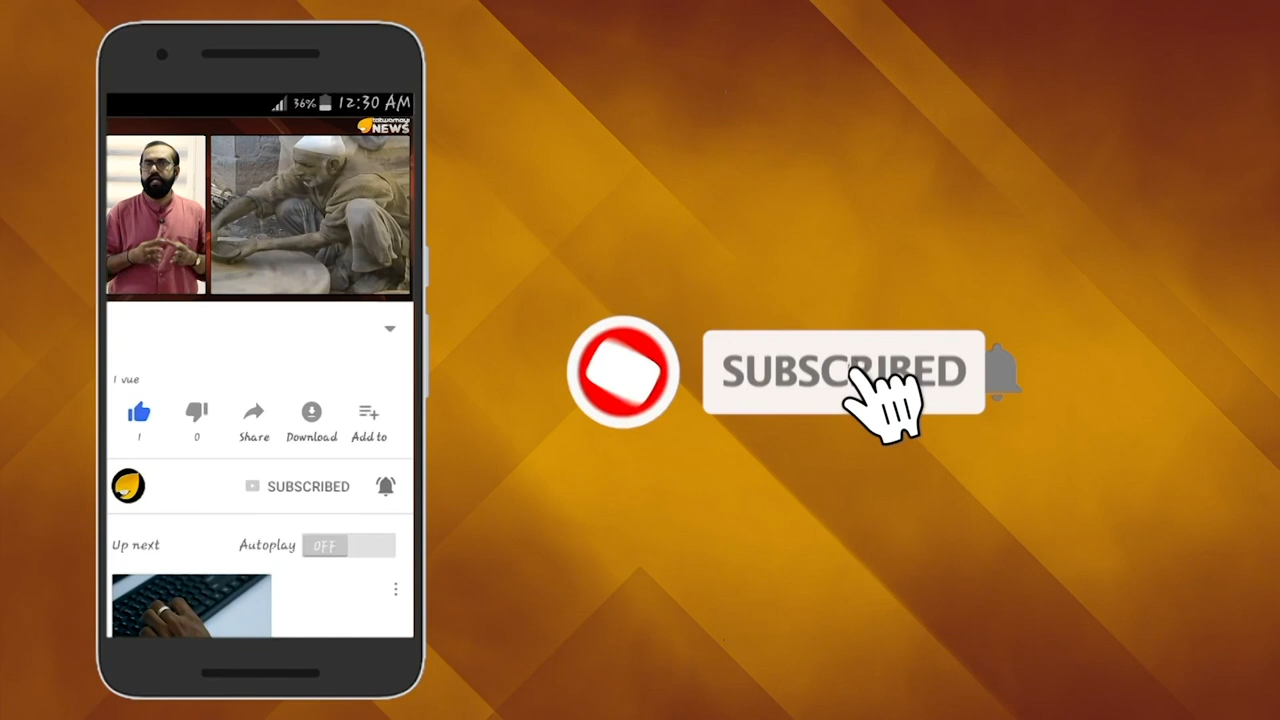 36% 12:30 AM
tatwamayi
NEWS
1 vue
1 0 Share Download Add to
SUBSCRIBED
Up next Autoplay OFF
SUBSCRIBED